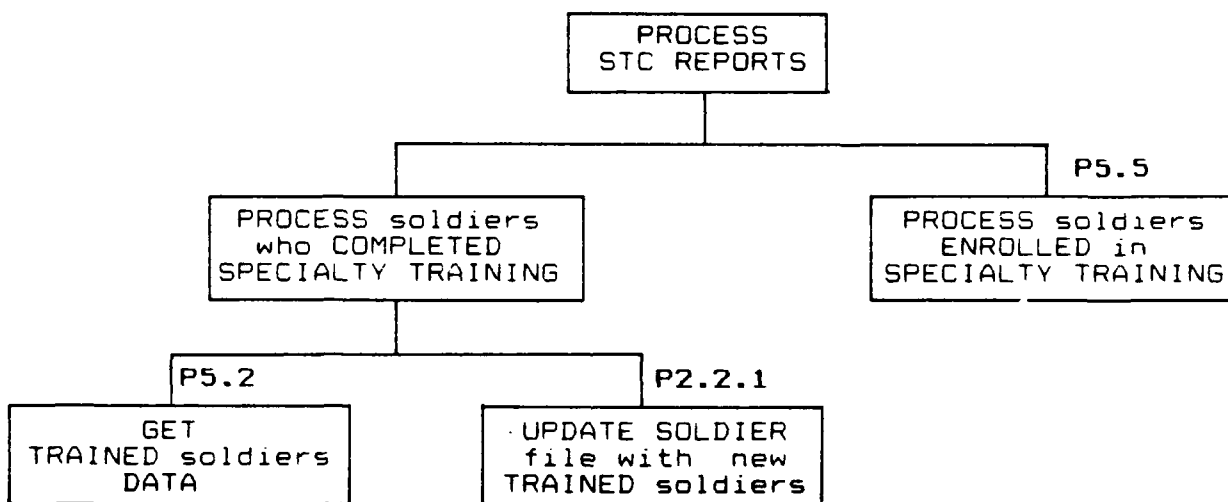 PROCESS
STC REPORTS
P5.5
PROCESS soldiers
who COMPLETED
SPECIALTY TRAINING
PROCESS soldiers
ENROLLED in
SPECIALTY TRAINING
P5.2
P2.2.1
GET
TRAINED soldiers
DATA
UPDATE SOLDIER
file with new
TRAINED soldiers